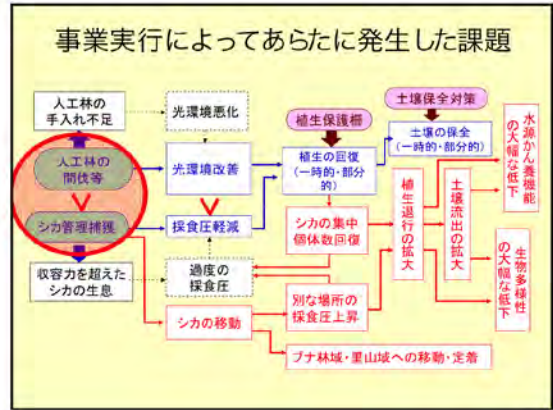 事業実行によってあらたに発生した課題
人工林の
手入れ不足
光環境悪化
植生保護柵
土壌保全対策
人工林の
間伐等
光環境改善
植生の回復
(一時的・部分
的)
土壌の保全
(一時的・部分的)
水源かん養機能
の大幅な低下
シカ管理捕獲
採食圧軽減
シカの集中
個体数回復
植生退行の拡大
土壌流出の拡大
収容力を超えた
シカの生息
過度の
採食圧
別な場所の
採食圧上昇
生物多様性
の大幅な低下
シカの移動
ブナ林域・里山域への移動・定着